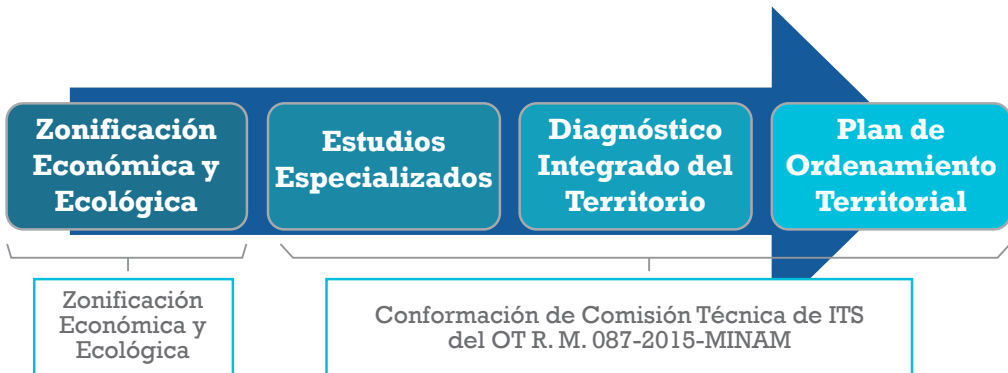 Zonificación
Económica y
Ecológica
Estudios
Especializados
Diagnóstico
Integrado del
Territorio
Plan de
Ordenamiento
Territorial
Zonificación
Económica y
Ecológica
Conformación de Comisión Técnica de ITS
del OT R. M. 087-2015-MINAM